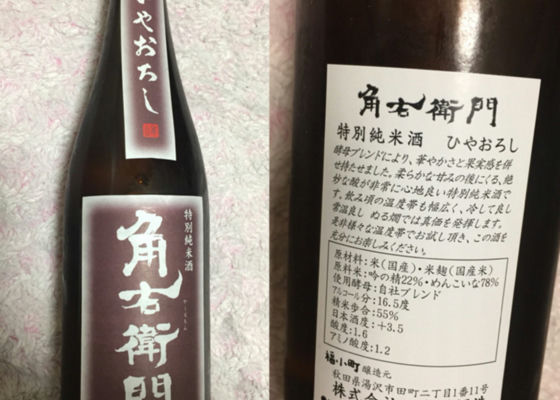 やおろし
特別純米酒
角右衛門
角右衛門
特別純米酒 ひやおろし
酵母ブレンドにより、華やかさと果実感を併
せ持たせました。柔らかな甘みの後にくる、絶
妙な酸が非常に心地良い特別純米酒で
す。飲み頃の温度帯も幅広く、冷して良し
常温良し ぬる燗では真価を発揮します。
是非様々な温度帯でお試し頂き、この酒を
充分にお楽しみください。
原材料:米(国産)・米麹(国産米)
原料米:吟の精22%・めんこいな78%
使用酵母:自社ブレンド
アルコール分:16.5度
精米歩合:55%
日本酒度:+3.5
酸度:1.6
アミノ酸度:1.2
福小町 醸造元
秋田県湯沢市田町二丁目1番11号